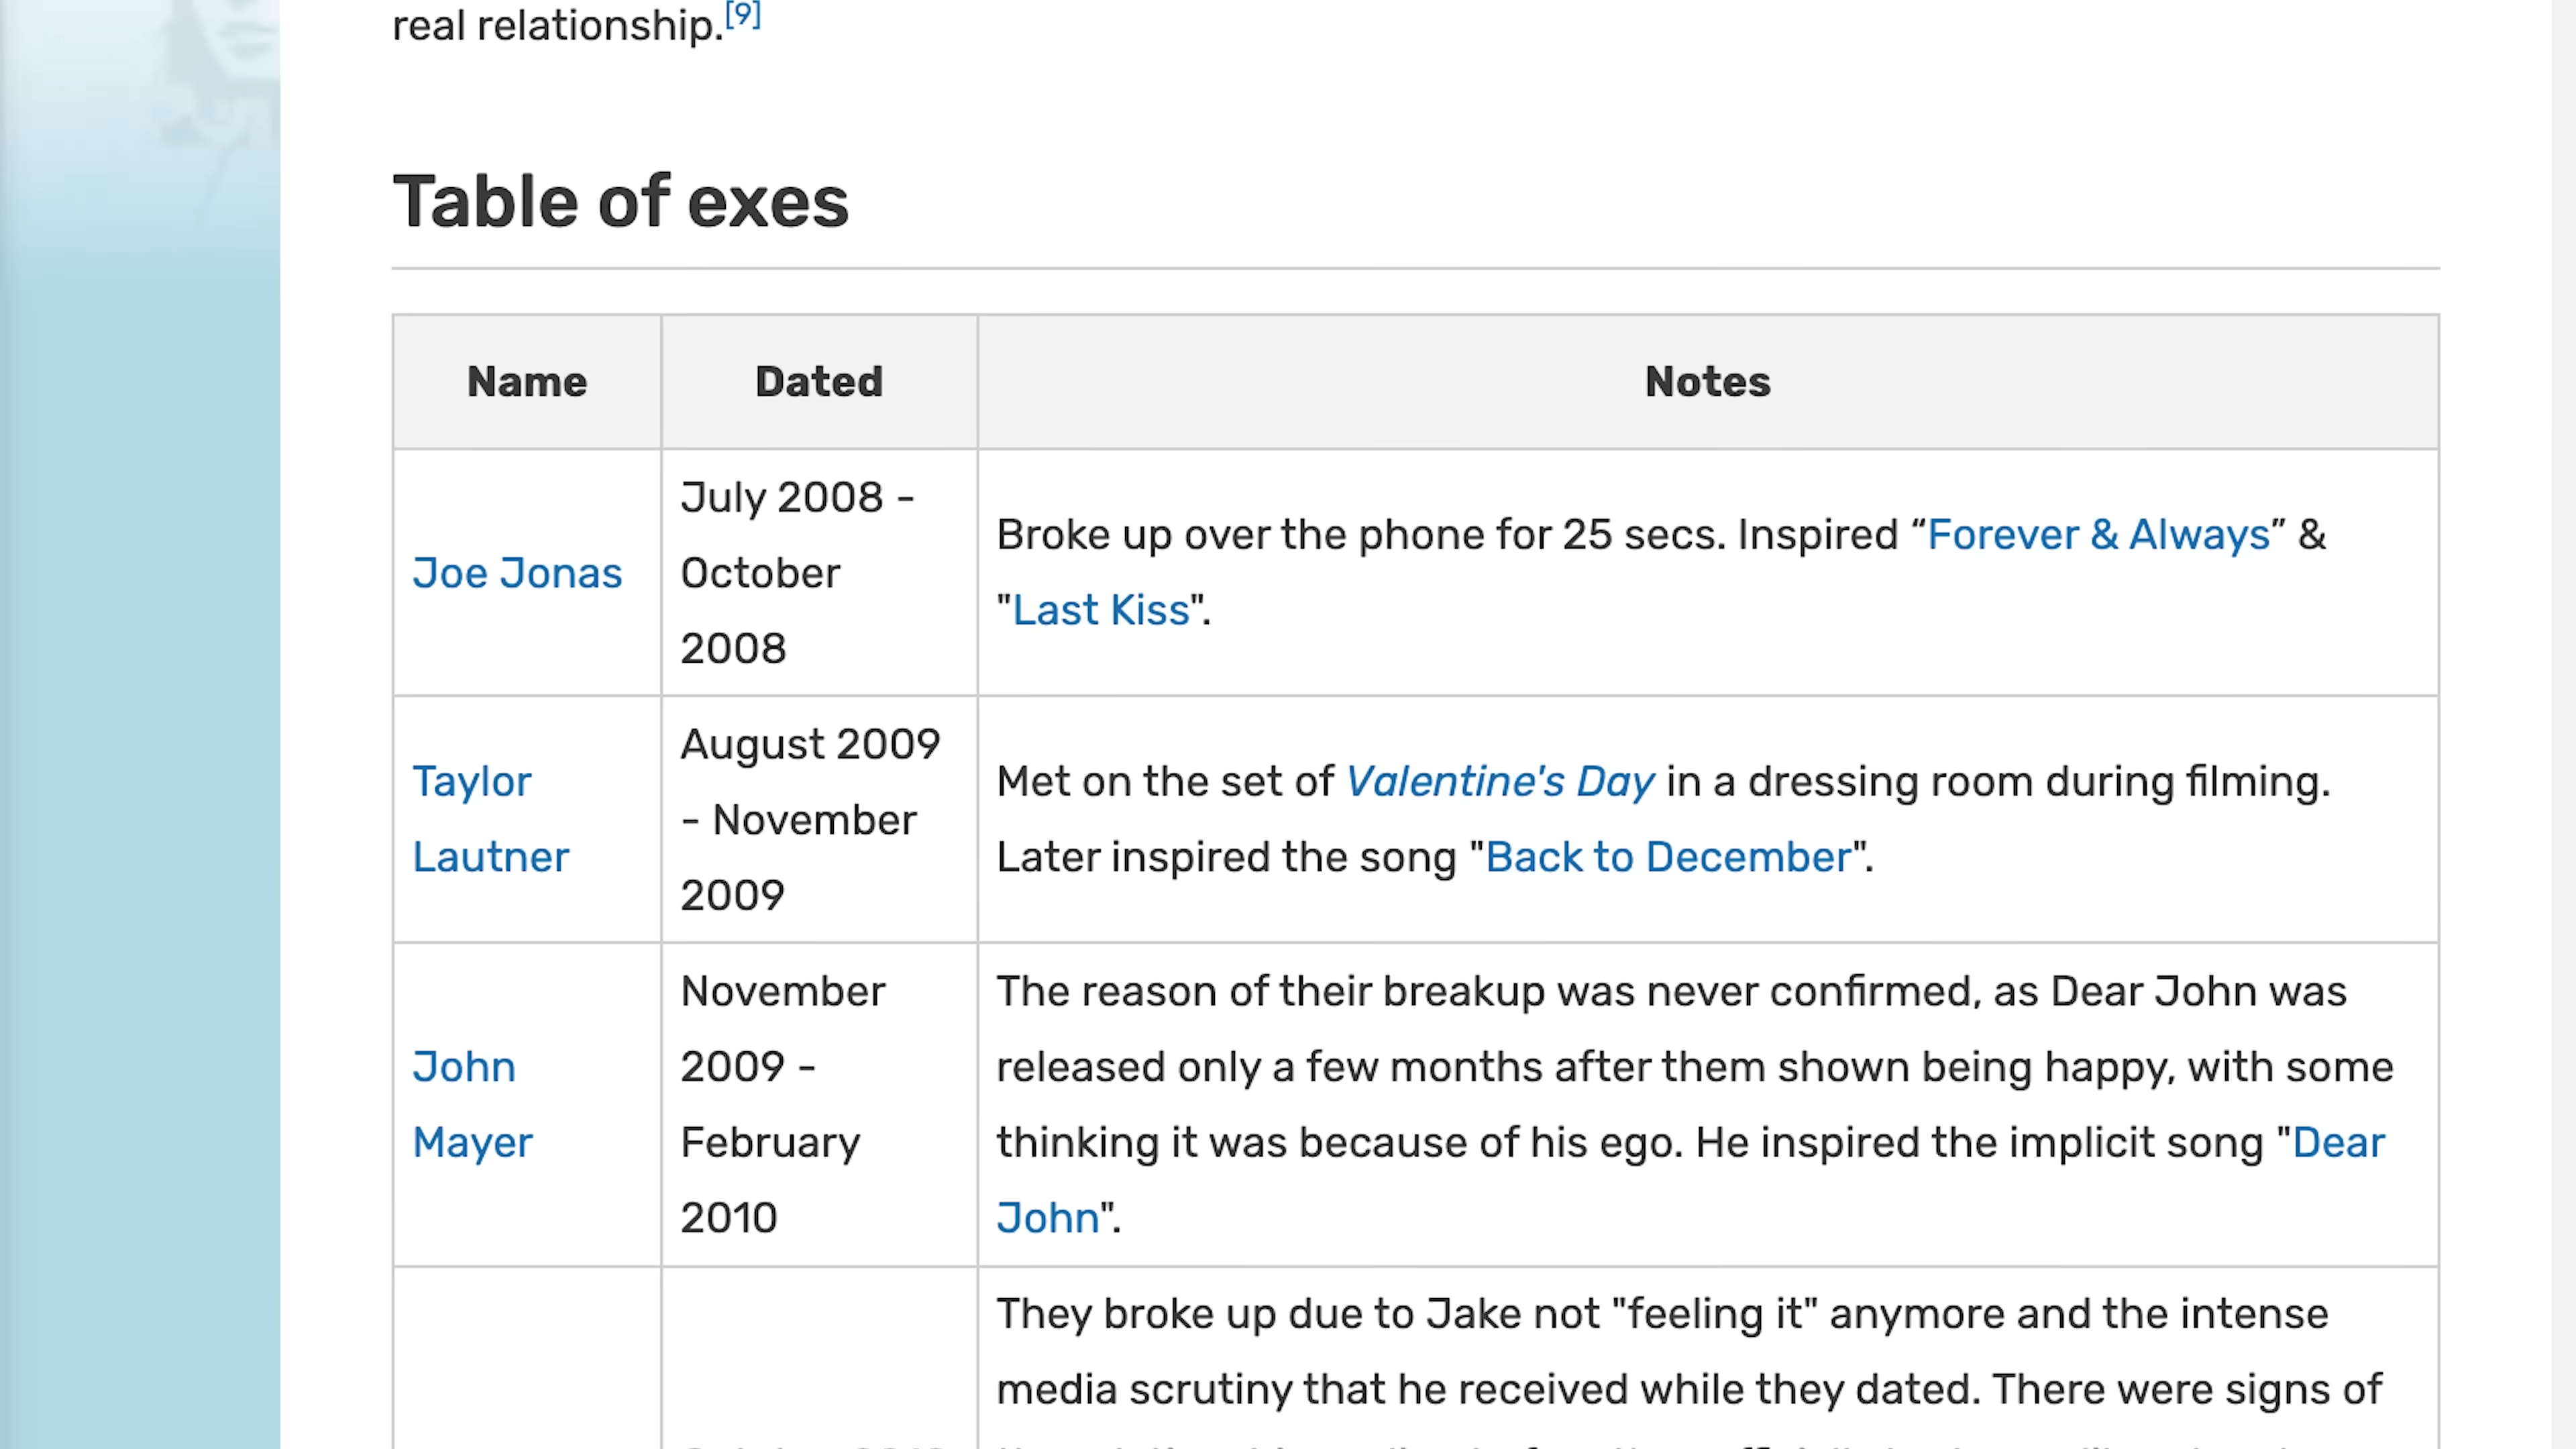 real relationship.[9]
Table of exes
Name
Dated
Notes
Joe Jonas
July 2008 -
October
2008
Broke up over the phone for 25 secs. Inspired “Forever & Always” &
"Last Kiss".
Taylor
Lautner
August 2009
- November
2009
Met on the set of Valentine's Day in a dressing room during filming.
Later inspired the song "Back to December".
John
Mayer
November
2009 -
February
2010
The reason of their breakup was never confirmed, as Dear John was
released only a few months after them shown being happy, with some
thinking it was because of his ego. He inspired the implicit song "Dear
John".
They broke up due to Jake not "feeling it" anymore and the intense
media scrutiny that he received while they dated. There were signs of